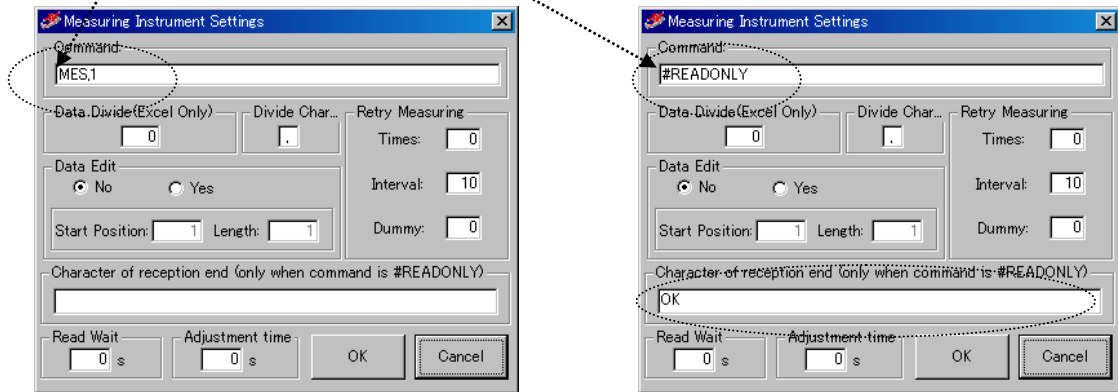 Measuring Instrument Settings
Command:
MES,1
Data Divide(Excel Only)
Divide Char...
Retry Measuring
0
,
Times: 0
Data Edit
No
Yes
Interval: 10
Start Position: 1 Length: 1
Dummy: 0
Character of reception end (only when command is #READONLY)
Read Wait
Adjustment time
0 s
0 s
OK
Cancel
Measuring Instrument Settings
Command:
#READONLY
Data Divide(Excel Only)
Divide Char...
Retry Measuring
0
,
Times: 0
Data Edit
No
Yes
Interval: 10
Start Position: 1 Length: 1
Dummy: 0
Character of reception end (only when command is #READONLY)
OK
Read Wait
Adjustment time
0 s
0 s
OK
Cancel